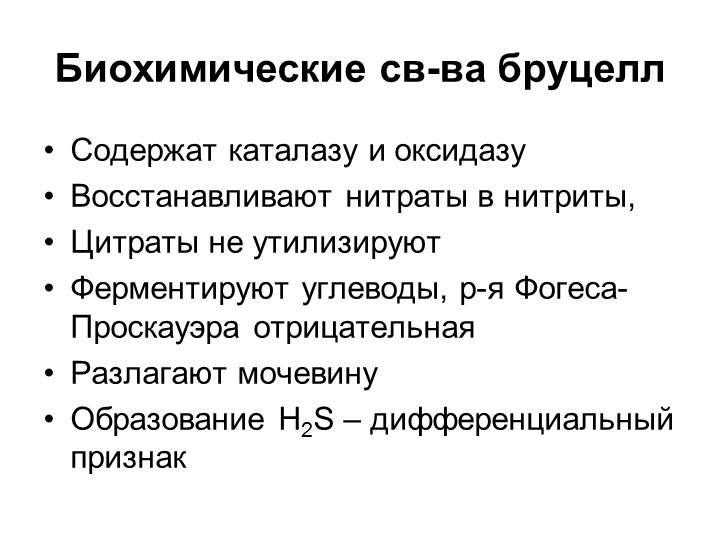 Биохимические св-ва бруцелл
• Содержат каталазу и оксидазу
• Восстанавливают нитраты в нитриты,
• Цитраты не утилизируют
• Ферментируют углеводы, р-я Фогеса-
Проскауэра отрицательная
• Разлагают мочевину
• Образование H₂S – дифференциальный
признак